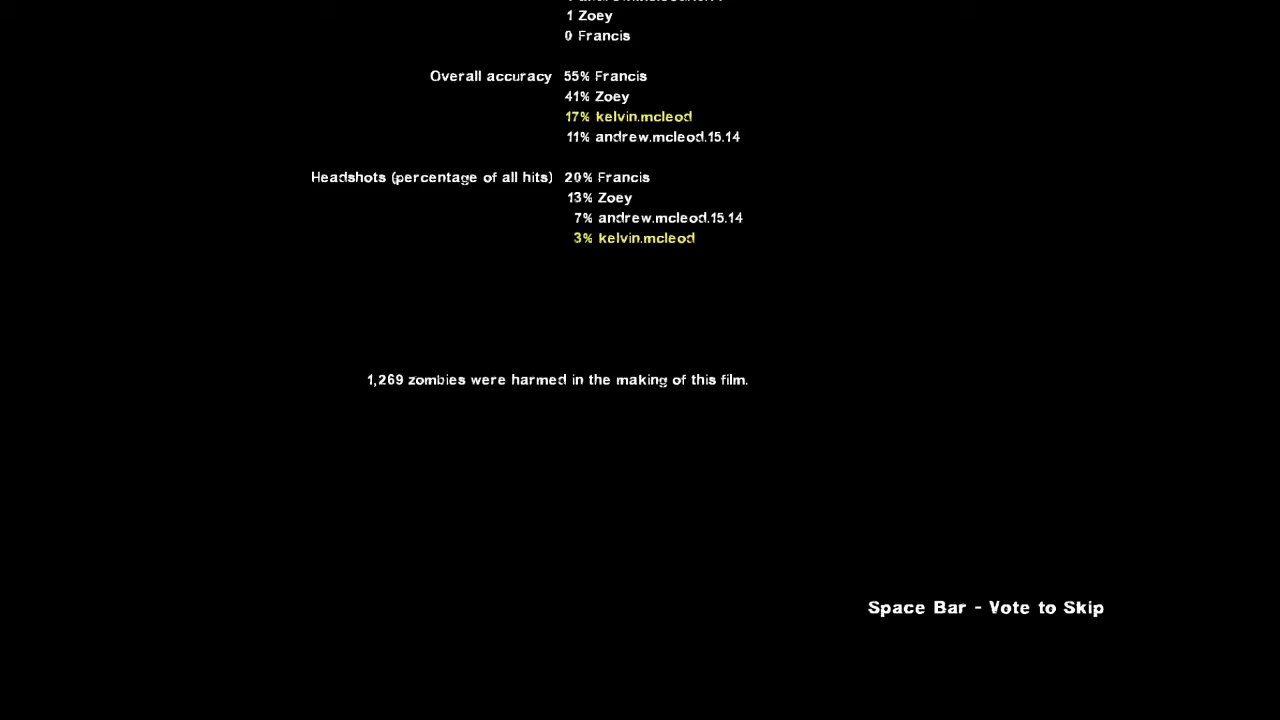 1 Zoey
0 Francis
Overall accuracy 55% Francis
41% Zoey
17% kelvin.mcleod
11% andrew.mcleod.15.14
Headshots (percentage of all hits) 20% Francis
13% Zoey
7% andrew.mcleod.15.14
3% kelvin.mcleod
1,269 zombies were harmed in the making of this film.
Space Bar - Vote to Skip